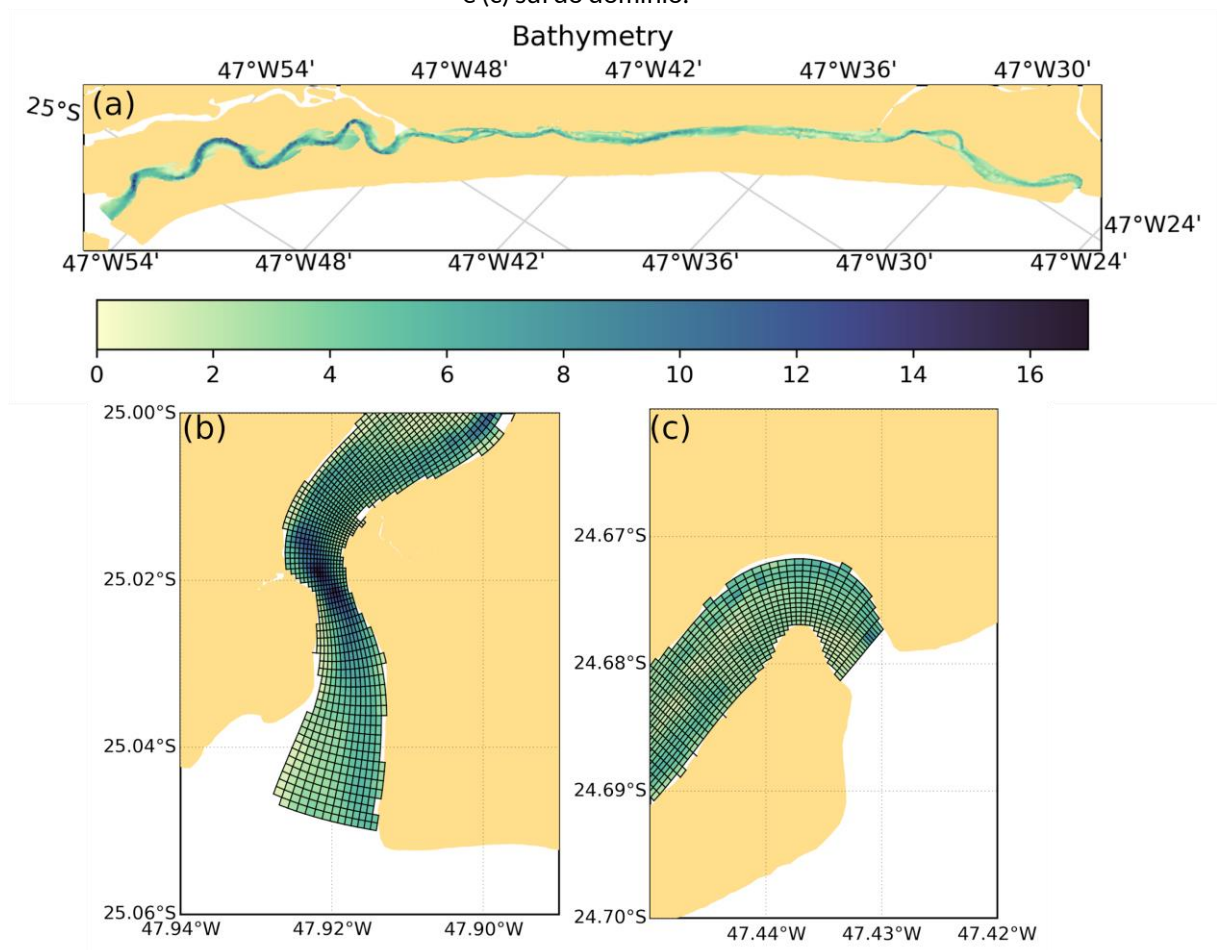 e (c) sul do domínio.
Bathymetry
47°W54' 47°W48' 47°W42' 47°W36' 47°W30'
25°S (a)
47°W24'
47°W54' 47°W48' 47°W42' 47°W36' 47°W30' 47°W24'
0 2 4 6 8 10 12 14 16
25.00°S (b)
25.02°S
25.04°S
25.06°S
47.94°W 47.92°W 47.90°W
(c)
24.67°S
24.68°S
24.69°S
24.70°S
47.44°W 47.43°W 47.42°W